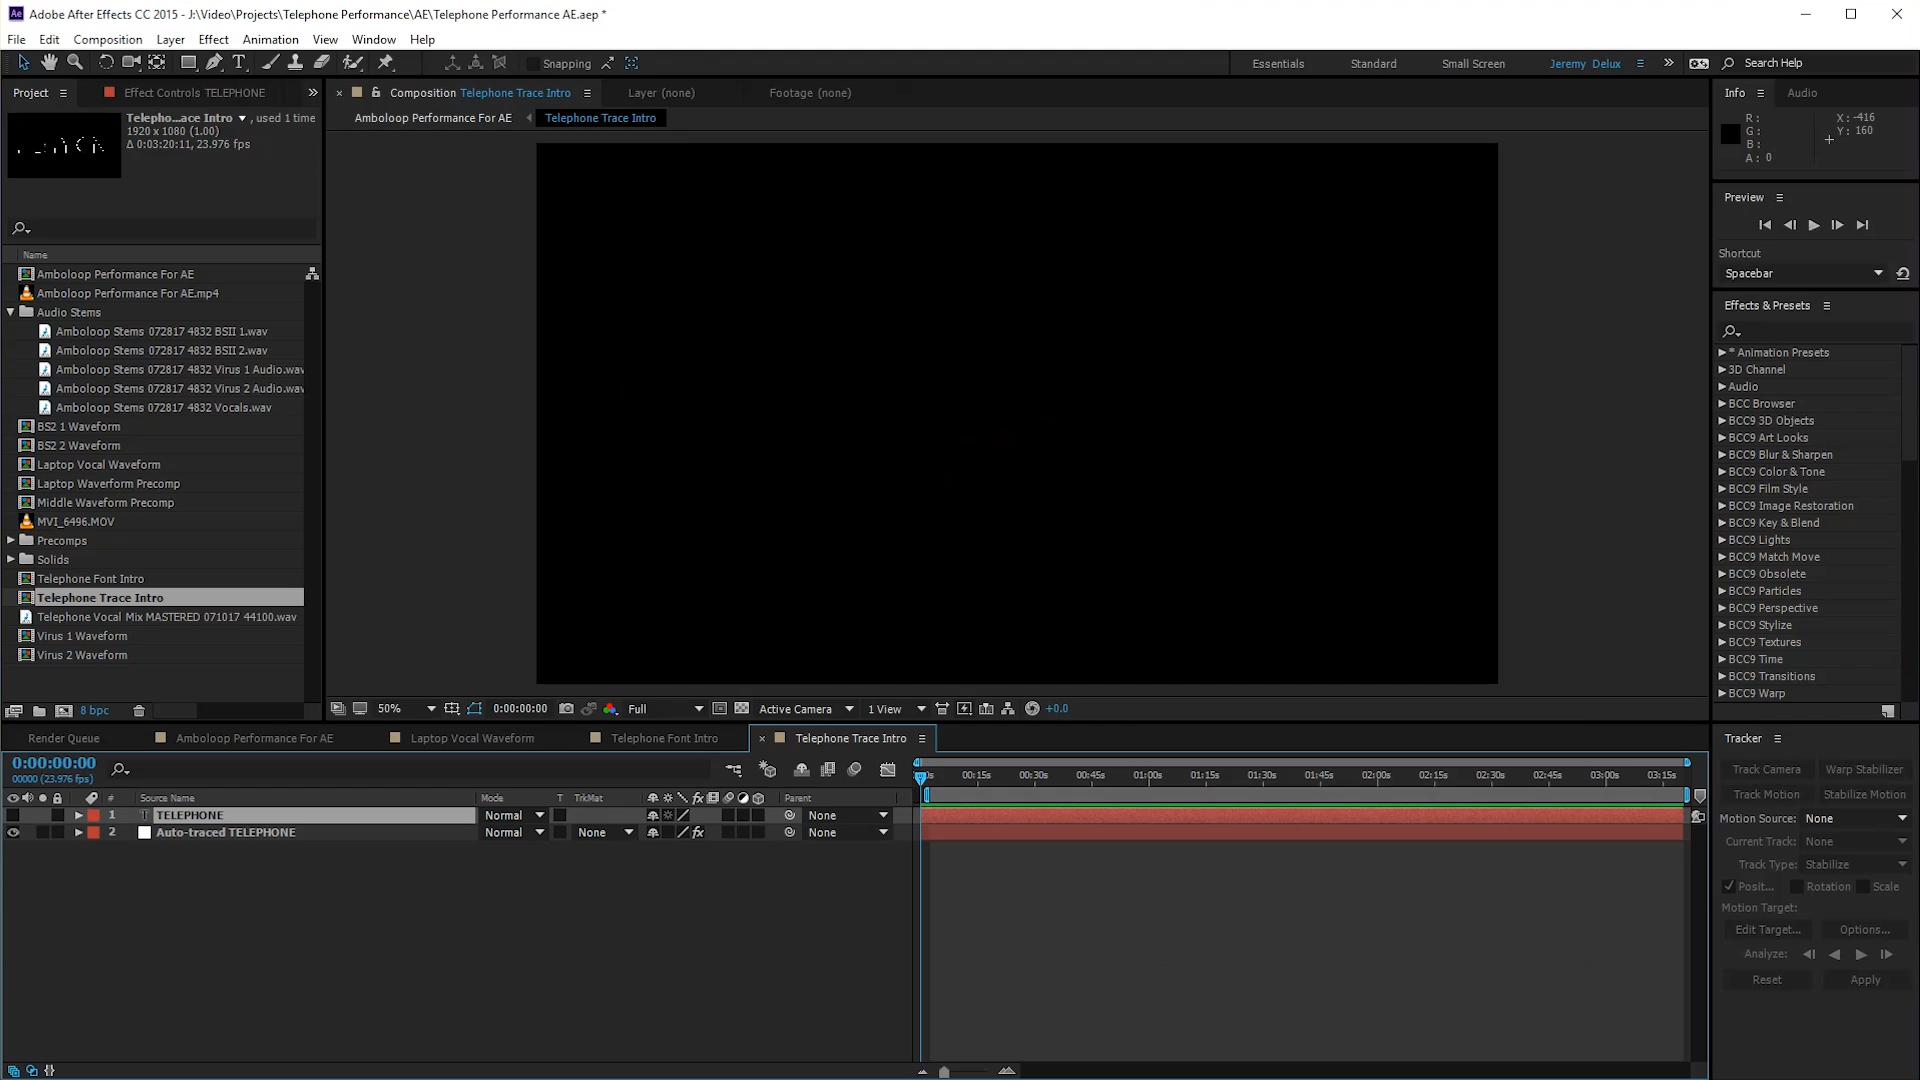 Adobe After Effects CC 2015 - J:\Video\Projects\Telephone Performance\AE\Telephone Performance AE.aep *
File Edit Composition Layer Effect Animation View Window Help
Snapping
Essentials Standard Small Screen Jeremy Delux Search Help
Project Effect Controls TELEPHONE
Composition Telephone Trace Intro Layer (none) Footage (none)
Info Audio
Telepho...ace Intro ▼ , used 1 time
1920 x 1080 (1.00)
Δ 0:03:20:11, 23.976 fps
Amboloop Performance For AE Telephone Trace Intro
R :
G :
B :
A : 0
X : -416
Y : 160
Preview
Shortcut
Spacebar
Effects & Presets
Name
Amboloop Performance For AE
Amboloop Performance For AE.mp4
Audio Stems
Amboloop Stems 072817 4832 BSII 1.wav
Amboloop Stems 072817 4832 BSII 2.wav
Amboloop Stems 072817 4832 Virus 1 Audio.wav
Amboloop Stems 072817 4832 Virus 2 Audio.wav
Amboloop Stems 072817 4832 Vocals.wav
BS2 1 Waveform
BS2 2 Waveform
Laptop Vocal Waveform
Laptop Waverform Precomp
Middle Waveform Precomp
MVI_6496.MOV
Precomps
Solids
Telephone Font Intro
Telephone Trace Intro
Telephone Vocal Mix MASTERED 071017 44100.wav
Virus 1 Waveform
Virus 2 Waveform
8 bpc
* Animation Presets
3D Channel
Audio
BCC Browser
BCC9 3D Objects
BCC9 Art Looks
BCC9 Blur & Sharpen
BCC9 Color & Tone
BCC9 Film Style
BCC9 Image Restoration
BCC9 Key & Blend
BCC9 Lights
BCC9 Match Move
BCC9 Obsolete
BCC9 Particles
BCC9 Perspective
BCC9 Stylize
BCC9 Textures
BCC9 Time
BCC9 Transitions
BCC9 Warp
50% 0:00:00:00 Full Active Camera 1 View +0.0
Render Queue Amboloop Performance For AE Laptop Vocal Waveform Telephone Font Intro Telephone Trace Intro
0:00:00:00
00000 (23.976 fps)
00:15s 00:30s 00:45s 01:00s 01:15s 01:30s 01:45s 02:00s 02:15s 02:30s 02:45s 03:00s 03:15s
# Source Name Mode T TrkMat fx Parent
1 T TELEPHONE Normal None
2 Auto-traced TELEPHONE Normal None fx None
Tracker
Track Camera Warp Stabilizer
Track Motion Stabilize Motion
Motion Source: None
Current Track: None
Track Type: Stabilize
Posit... Rotation Scale
Motion Target:
Edit Target... Options...
Analyze:
Reset Apply